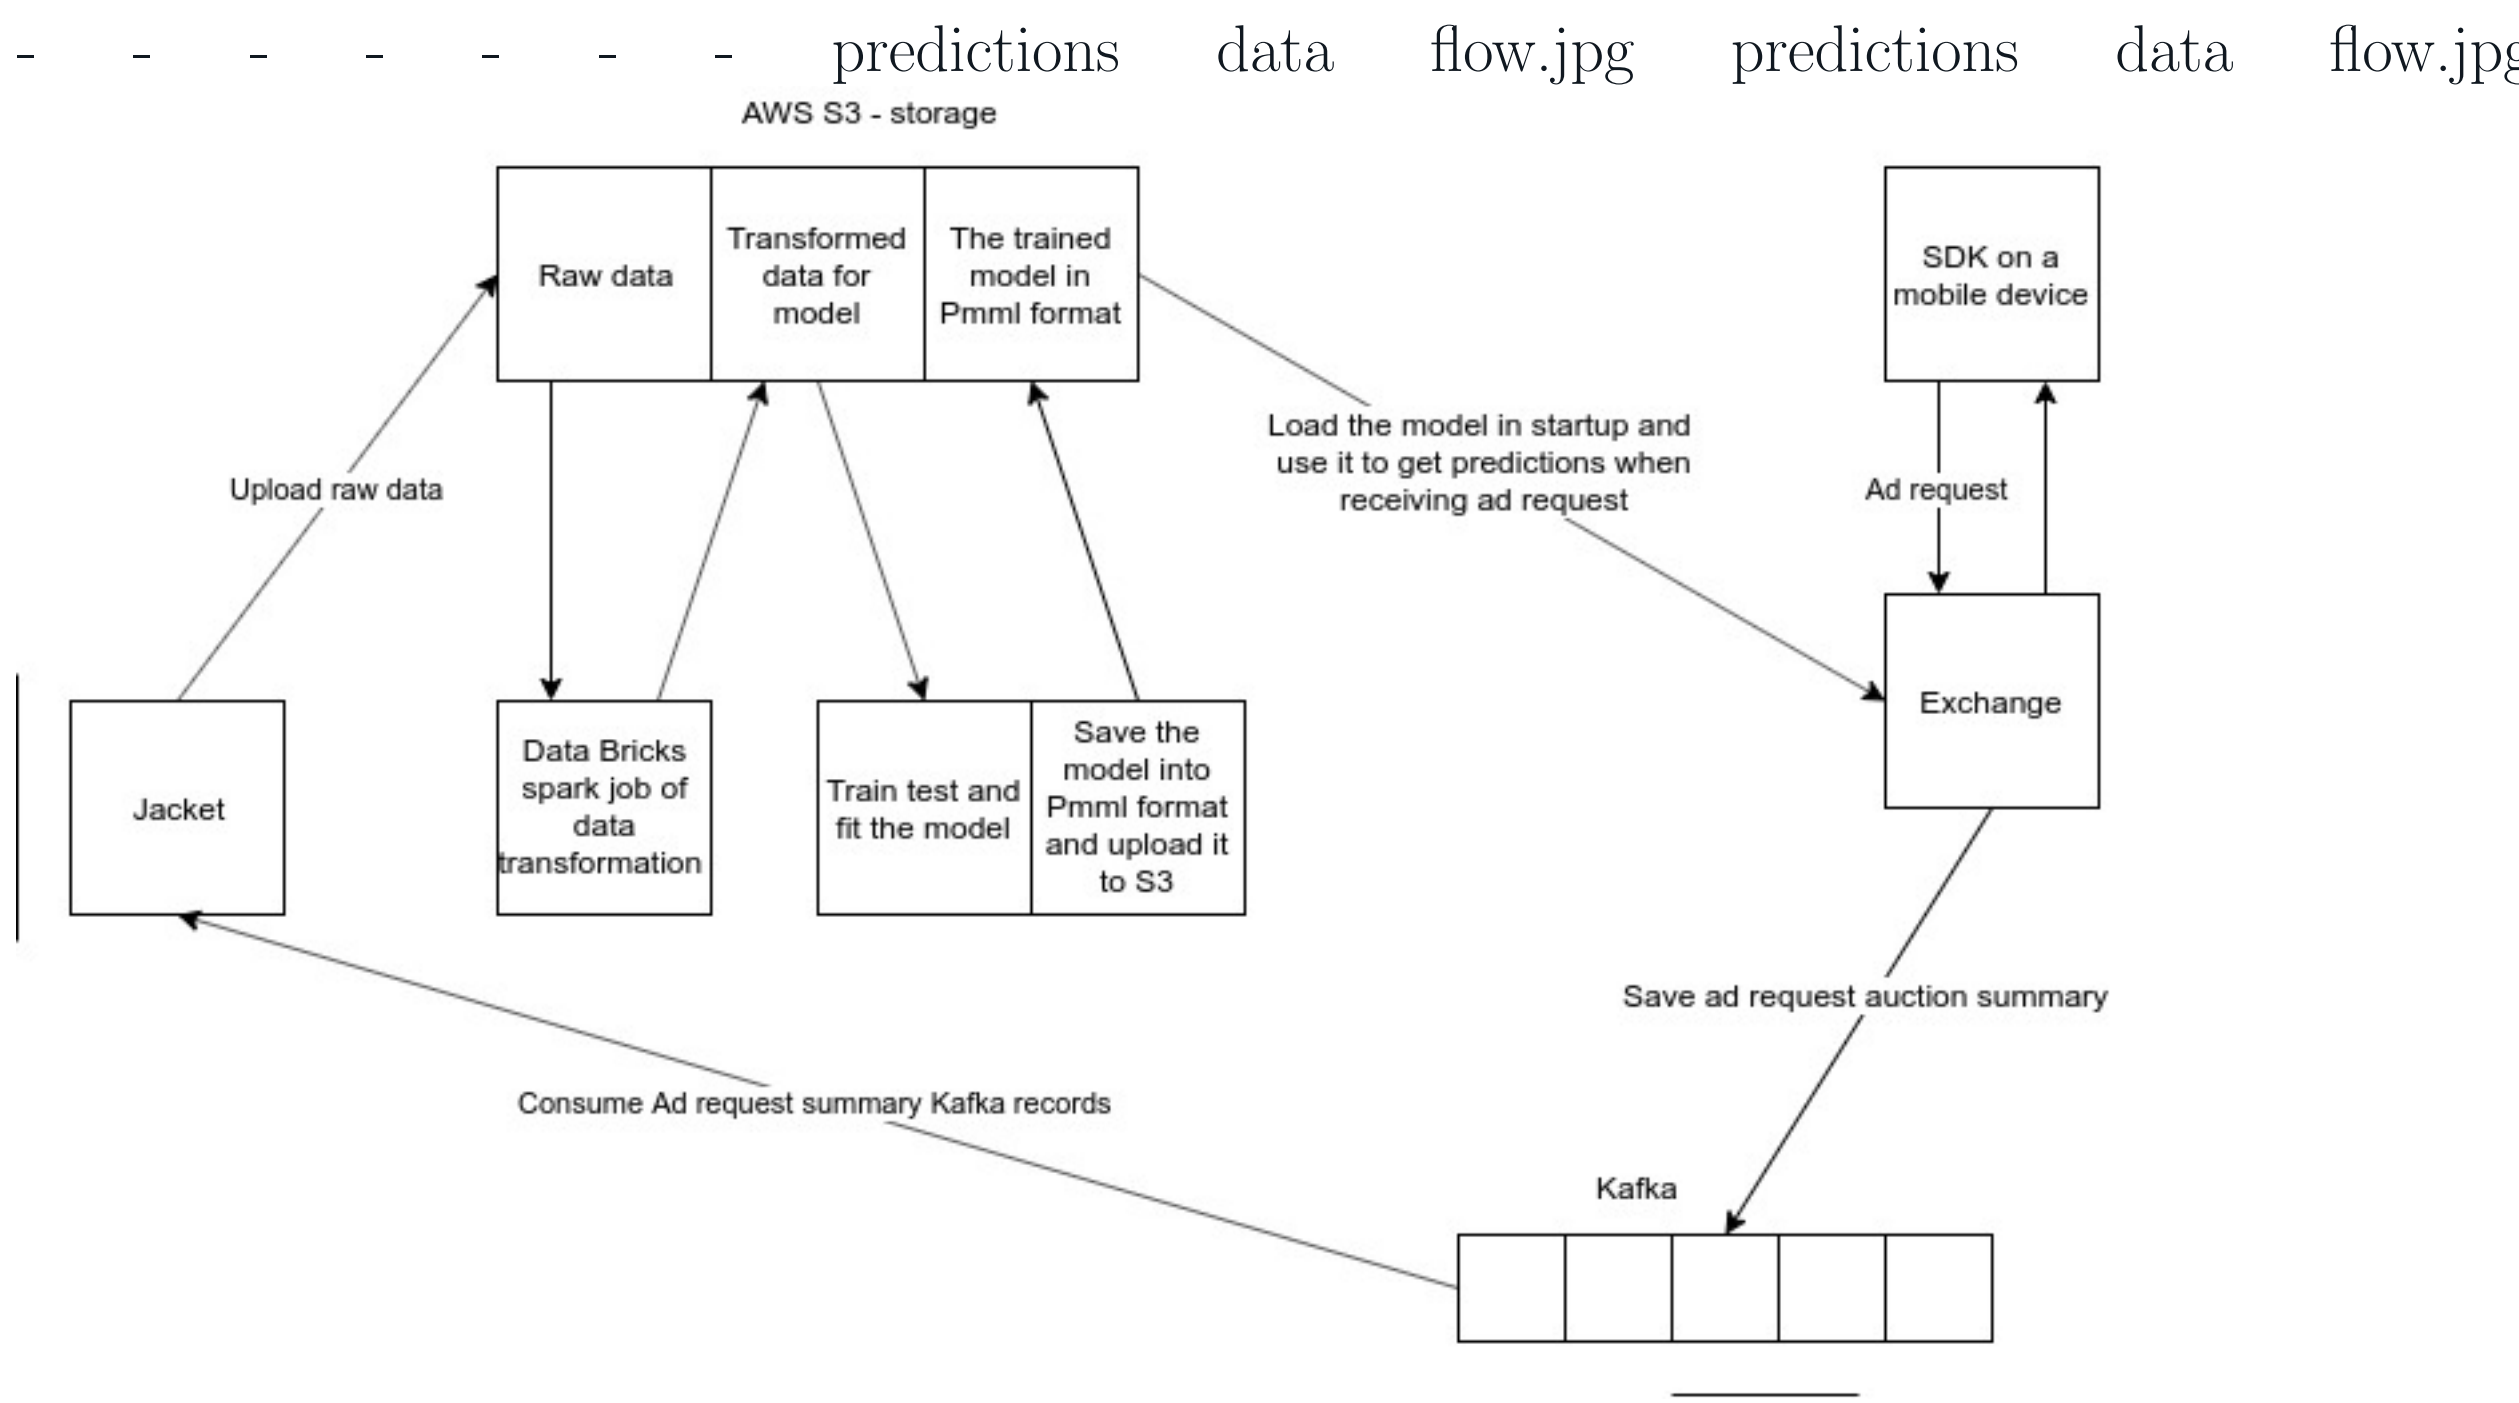 - - - - - - - predictions data flow.jpg predictions data flow.jpg
AWS S3 - storage
Raw data
Transformed
data for
model
The trained
model in
Pmml format
SDK on a
mobile device
Load the model in startup and
use it to get predictions when
receiving ad request
Upload raw data
Ad request
Jacket
Data Bricks
spark job of
data
transformation
Train test and
fit the model
Save the
model into
Pmml format
and upload it
to S3
Exchange
Save ad request auction summary
Consume Ad request summary Kafka records
Kafka